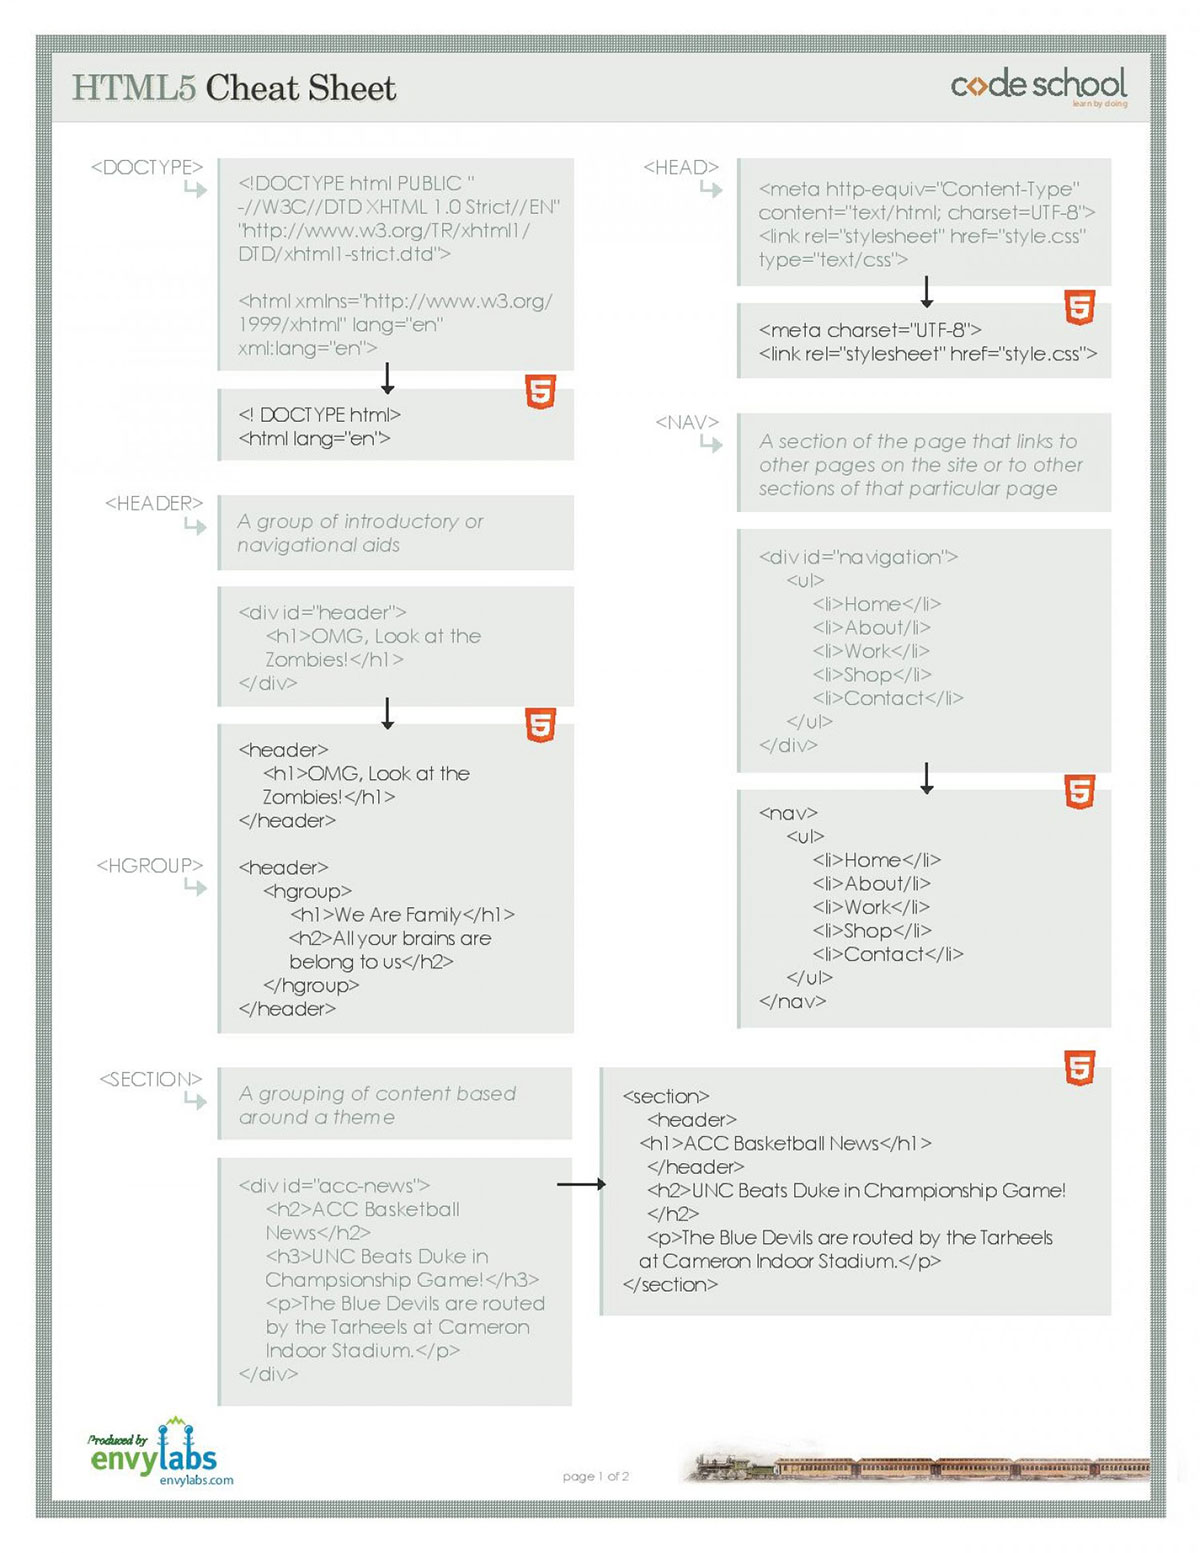 HTML5 Cheat Sheet
code school
learn by doing
<DOCTYPE>
<!DOCTYPE html PUBLIC "
-//W3C//DTD XHTML 1.0 Strict//EN"
"http://www.w3.org/TR/xhtml1/
DTD/xhtml1-strict.dtd">
<html xmlns="http://www.w3.org/
1999/xhtml" lang="en"
xml:lang="en">
<! DOCTYPE html>
<html lang="en">
<HEADER>
A group of introductory or
navigational aids
<div id="header">
<h1>OMG, Look at the
Zombies!</h1>
</div>
<header>
<h1>OMG, Look at the
Zombies!</h1>
</header>
<HGROUP>
<header>
<hgroup>
<h1>We Are Family</h1>
<h2>All your brains are
belong to us</h2>
</hgroup>
</header>
<HEAD>
<meta http-equiv="Content-Type"
content="text/html; charset=UTF-8">
<link rel="stylesheet" href="style.css"
type="text/css">
5
<meta charset="UTF-8">
<link rel="stylesheet" href="style.css">
<NAV>
A section of the page that links to
other pages on the site or to other
sections of that particular page
<div id="navigation">
<ul>
<li>Home</li>
<li>About/li>
<li>Work</li>
<li>Shop</li>
<li>Contact</li>
</ul>
</div>
5
<nav>
<ul>
<li>Home</li>
<li>About/li>
<li>Work</li>
<li>Shop</li>
<li>Contact</li>
</ul>
</nav>
<SECTION>
A grouping of content based
around a theme
<div id="acc-news">
<h2>ACC Basketball
News</h2>
<h3>UNC Beats Duke in
Champsionship Game!</h3>
<p>The Blue Devils are routed
by the Tarheels at Cameron
Indoor Stadium.</p>
</div>
5
<section>
<header>
<h1>ACC Basketball News</h1>
</header>
<h2>UNC Beats Duke in Championship Game!
</h2>
<p>The Blue Devils are routed by the Tarheels
at Cameron Indoor Stadium.</p>
</section>
Produced by
envylabs
envylabs.com
page 1 of 2